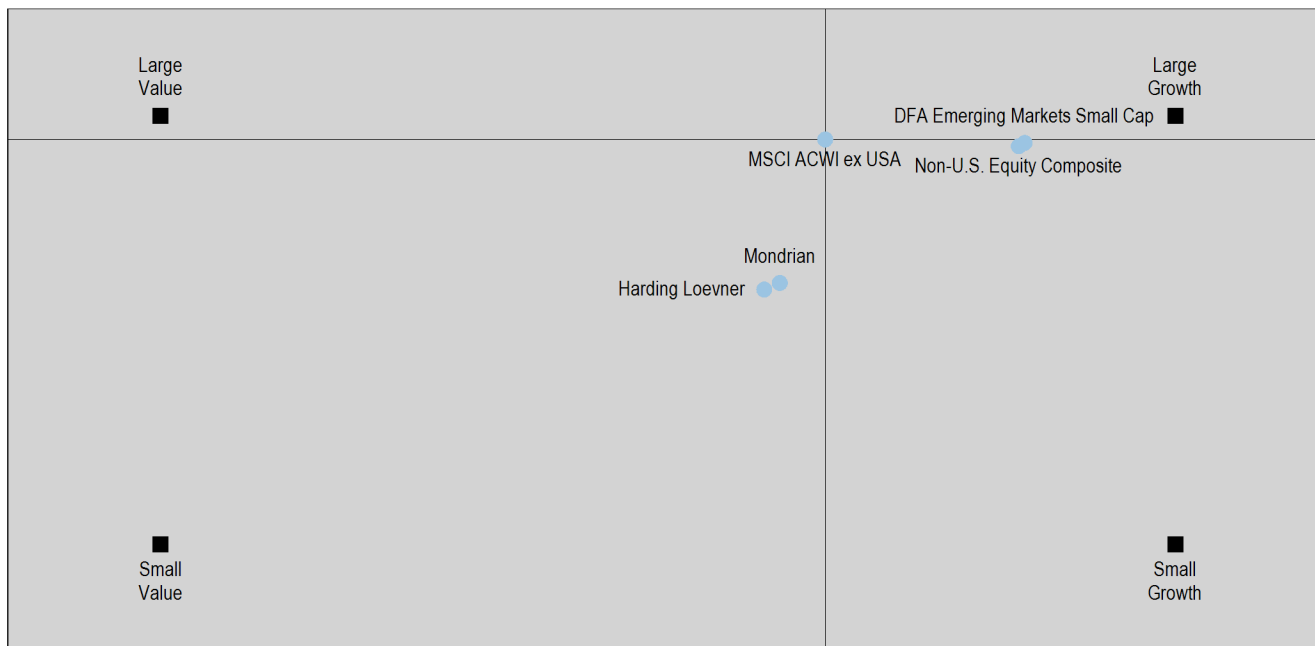 Large
Value
Large
Growth
DFA Emerging Markets Small Cap
MSCI ACWI ex USA
Non-U.S. Equity Composite
Mondrian
Harding Loevner
Small
Value
Small
Growth